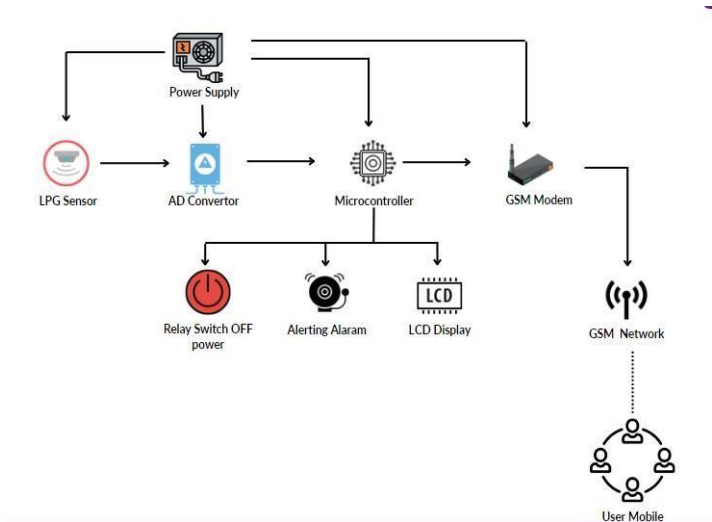 Power Supply
LPG Sensor
AD Convertor
Microcontroller
GSM Modem
LCD
Relay Switch OFF
power
Alerting Alaram
LCD Display
GSM Network
User Mobile